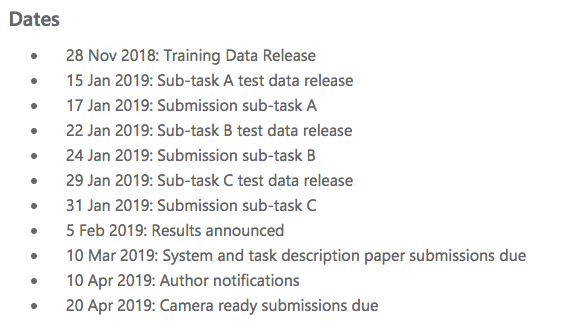 Dates
28 Nov 2018: Training Data Release
15 Jan 2019: Sub-task A test data release
17 Jan 2019: Submission sub-task A
22 Jan 2019: Sub-task B test data release
24 Jan 2019: Submission sub-task B
29 Jan 2019: Sub-task C test data release
31 Jan 2019: Submission sub-task C
5 Feb 2019: Results announced
10 Mar 2019: System and task description paper submissions due
10 Apr 2019: Author notifications
20 Apr 2019: Camera ready submissions due